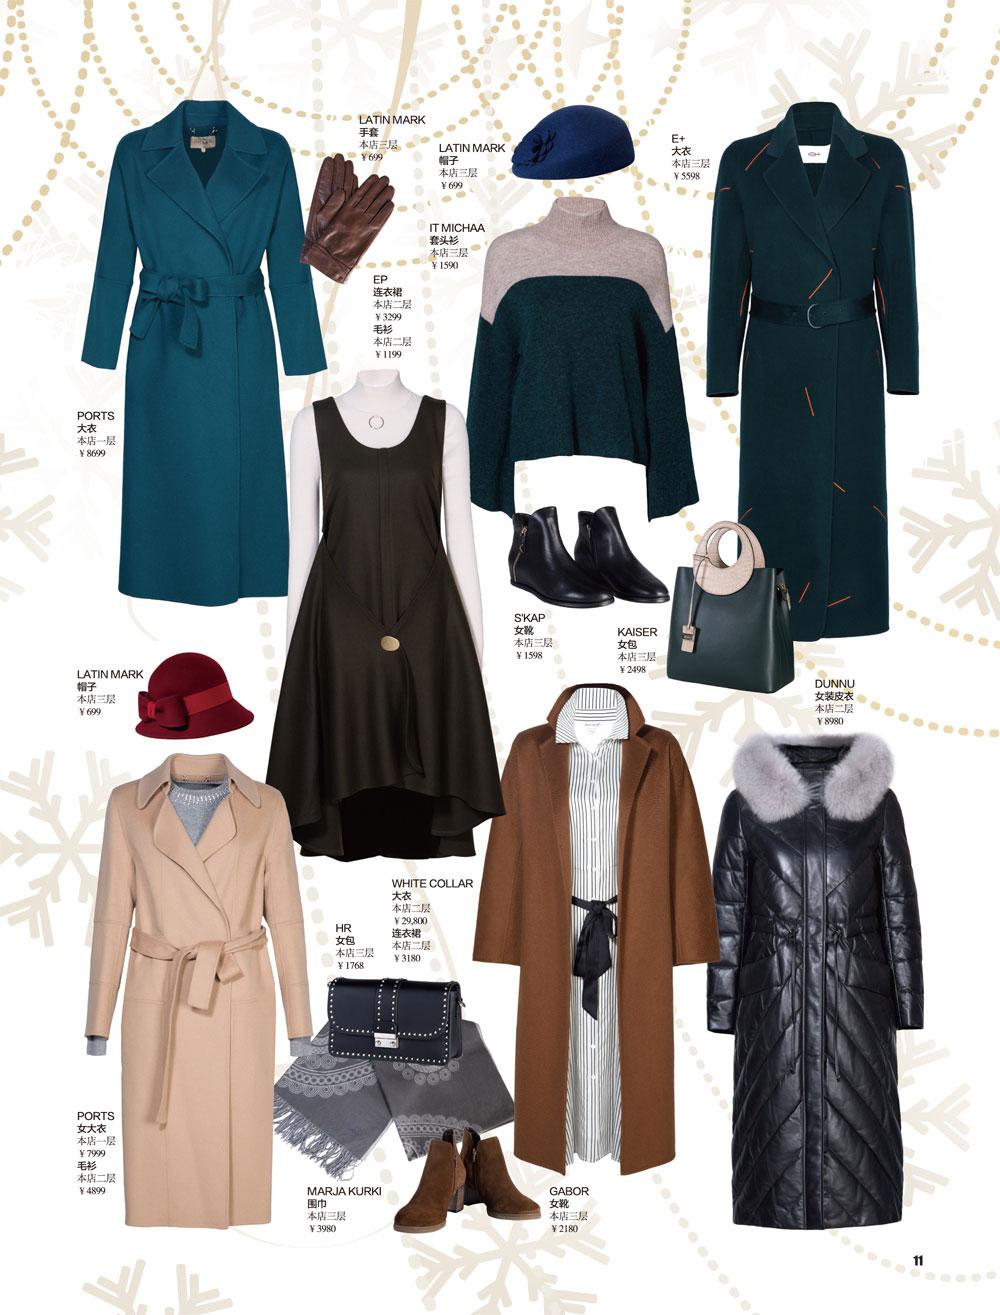 LATIN MARK
手套
本店三层
¥ 699
LATIN MARK
帽子
本店三层
¥ 699
E+
大衣
本店三层
¥ 5598
IT MICHAA
套头衫
本店三层
¥ 1590
EP
连衣裙
本店二层
¥ 3299
毛衫
本店二层
¥ 1199
PORTS
大衣
本店一层
¥ 8699
S'KAP
女靴
本店三层
¥ 1598
KAISER
女包
本店三层
¥ 2498
LATIN MARK
帽子
本店三层
¥ 699
DUNNU
女装皮衣
本店二层
¥ 8980
WHITE COLLAR
大衣
本店二层
¥ 29,800
连衣裙
本店二层
¥ 3180
HR
女包
本店三层
¥ 1768
PORTS
女大衣
本店一层
¥ 7999
毛衫
本店二层
¥ 4899
MARJA KURKI
围巾
本店三层
¥ 3980
GABOR
女靴
本店三层
¥ 2180
11